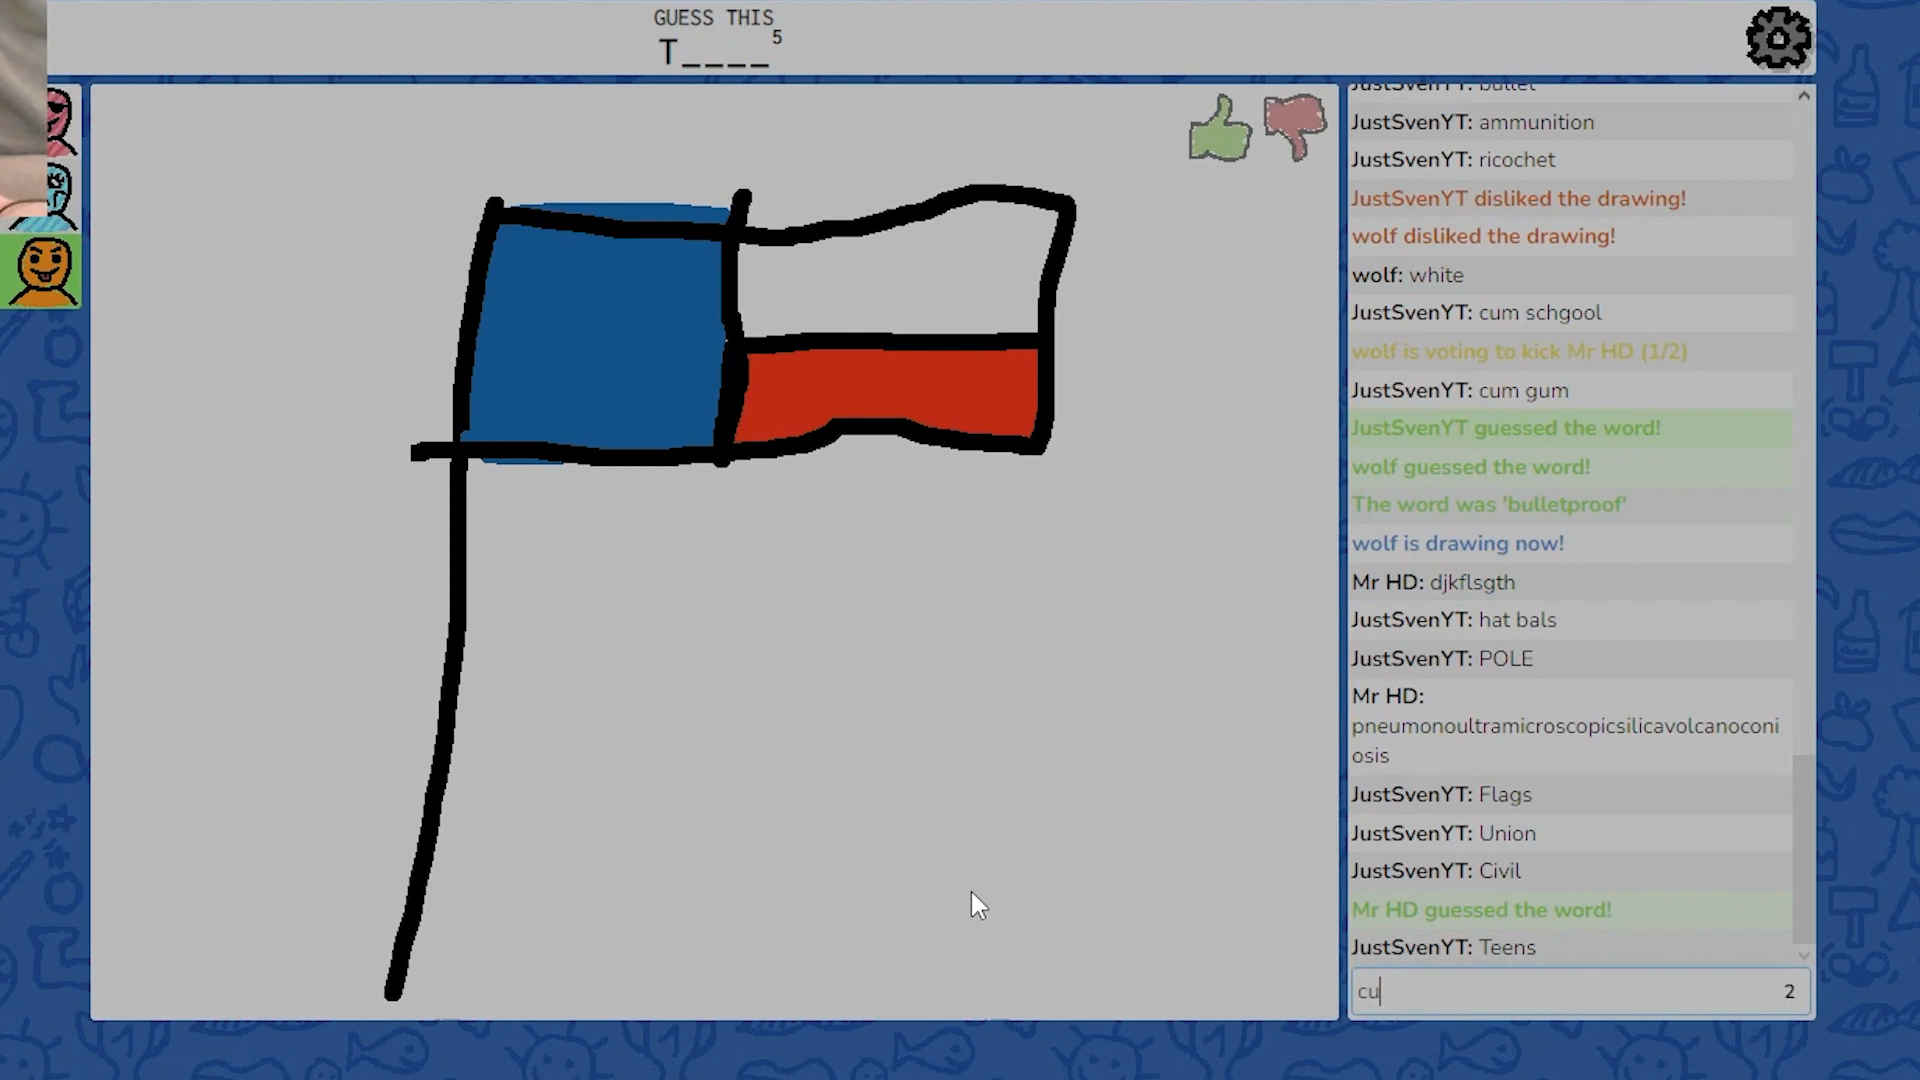 GUESS THIS
T____5
JustSvenYT: bullet
JustSvenYT: ammunition
JustSvenYT: ricochet
JustSvenYT disliked the drawing!
wolf disliked the drawing!
wolf: white
JustSvenYT: cum schgool
wolf is voting to kick Mr HD (1/2)
JustSvenYT: cum gum
JustSvenYT guessed the word!
wolf guessed the word!
The word was 'bulletproof'
wolf is drawing now!
Mr HD: djkflsgth
JustSvenYT: hat bals
JustSvenYT: POLE
Mr HD:
pneumonoultramicroscopicsilicavolcanoconi
osis
JustSvenYT: Flags
JustSvenYT: Union
JustSvenYT: Civil
Mr HD guessed the word!
JustSvenYT: Teens
cu 2